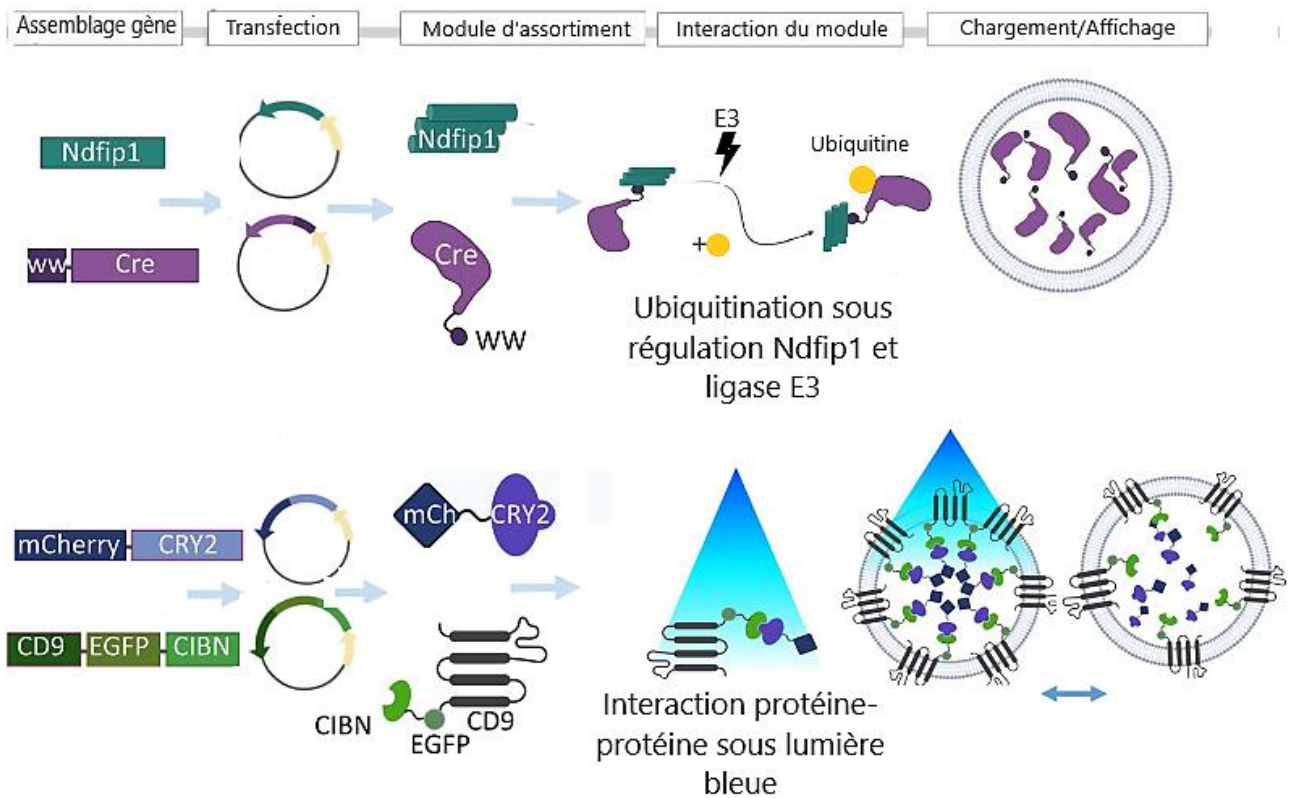 Assemblage gène
Transfection
Module d'assortiment
Interaction du module
Chargement/Affichage
Ndfip1
Ndfip1
E3
Ubiquitine
ww
Cre
Cre
ww
+
Ubiquitination sous
régulation Ndfip1 et
ligase E3
mCherry
CRY2
mCh
CRY2
CD9
EGFP
CIBN
CIBN
EGFP
CD9
Interaction protéine-
protéine sous lumière
bleue